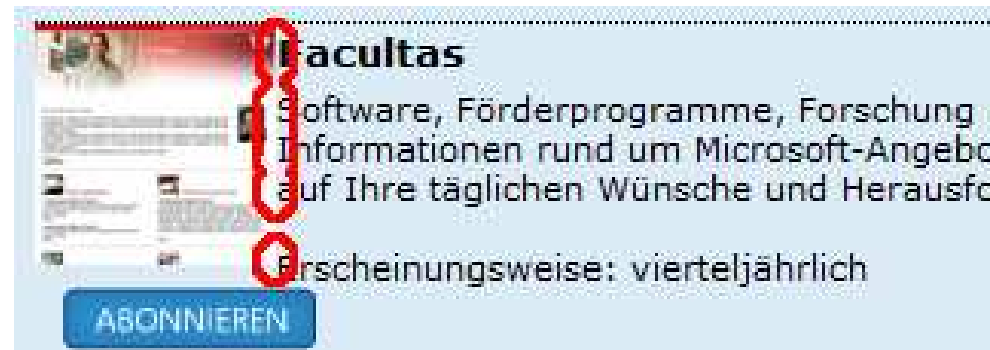 Facultas
Software, Förderprogramme, Forschung
Informationen rund um Microsoft-Angebo
auf Ihre täglichen Wünsche und Herausfo
Erscheinungsweise: vierteljährlich
ABONNIEREN